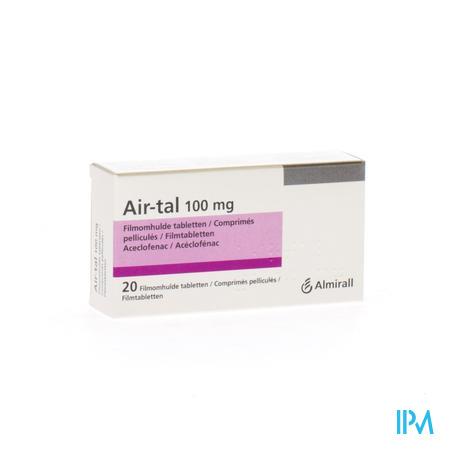 Air-tal 100 mg
Filmomhulde tabletten / Comprimés
pelliculés / Filmtabletten
Aceclofenac / Acéclofénac
20 Filmomhulde tabletten / Comprimés pelliculés /
Filmtabletten
Almirall
Air-tal 100 mg
IPM